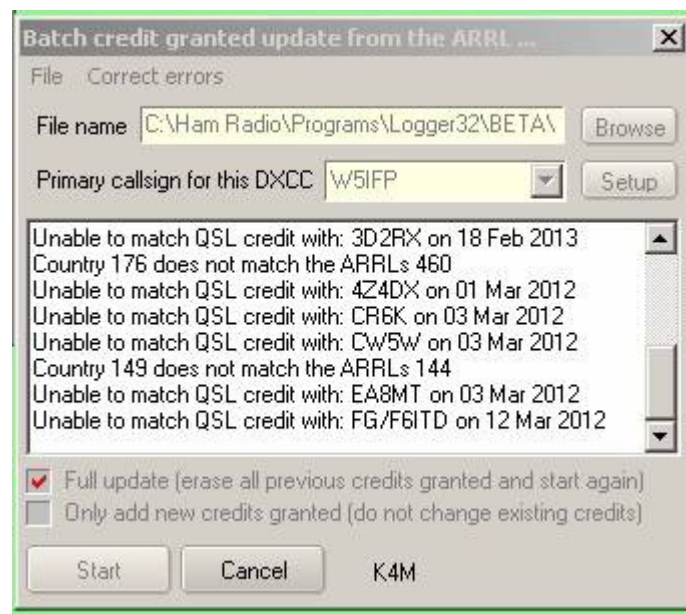 Batch credit granted update from the ARRL ...
File Correct errors
File name C:\Ham Radio\Programs\Logger32\BETA\ Browse
Primary callsign for this DXCC W5IFP Setup
Unable to match QSL credit with: 3D2RX on 18 Feb 2013
Country 176 does not match the ARRLs 460
Unable to match QSL credit with: 4Z4DX on 01 Mar 2012
Unable to match QSL credit with: CR6K on 03 Mar 2012
Unable to match QSL credit with: CW5W on 03 Mar 2012
Country 149 does not match the ARRLs 144
Unable to match QSL credit with: EA8MT on 03 Mar 2012
Unable to match QSL credit with: FG/F6ITD on 12 Mar 2012
Full update (erase all previous credits granted and start again)
Only add new credits granted (do not change existing credits)
Start Cancel K4M